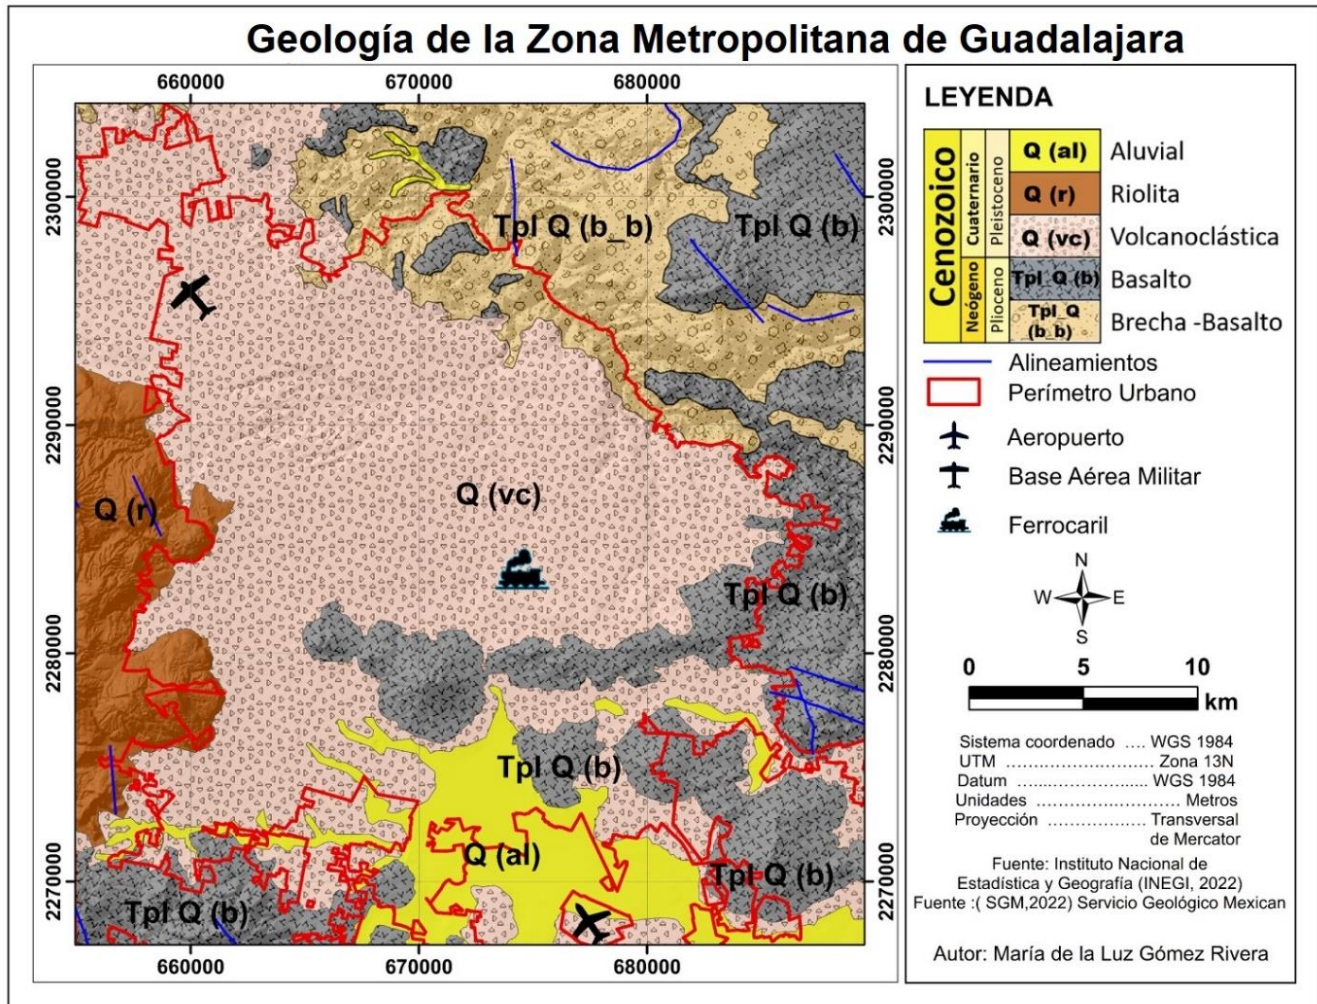 Geología de la Zona Metropolitana de Guadalajara
660000 670000 680000
2300000 2300000
2290000 2290000
2280000 2280000
2270000 2270000
660000 670000 680000
Tpl Q (b_b)
Tpl Q (b)
Q (vc)
Q (r)
Tpl Q (b)
Tpl Q (b)
Q (al)
Tpl Q (b)
Tpl Q (b)
LEYENDA
Cenozoico
Cuaternario
Neógeno
Pleistoceno
Plioceno
Q (al) Aluvial
Q (r) Riolita
Q (vc) Volcanoclástica
Tpl_Q (b) Basalto
Tpl_Q
(b_b) Brecha -Basalto
Alineamientos
Perímetro Urbano
Aeropuerto
Base Aérea Militar
Ferrocaril
N
W E
S
0 5 10
km
Sistema coordenado .... WGS 1984
UTM ........................... Zona 13N
Datum ........................ WGS 1984
Unidades ............................ Metros
Proyección .................. Transversal
de Mercator
Fuente: Instituto Nacional de
Estadística y Geografía (INEGI, 2022)
Fuente :( SGM,2022) Servicio Geológico Mexican
Autor: María de la Luz Gómez Rivera